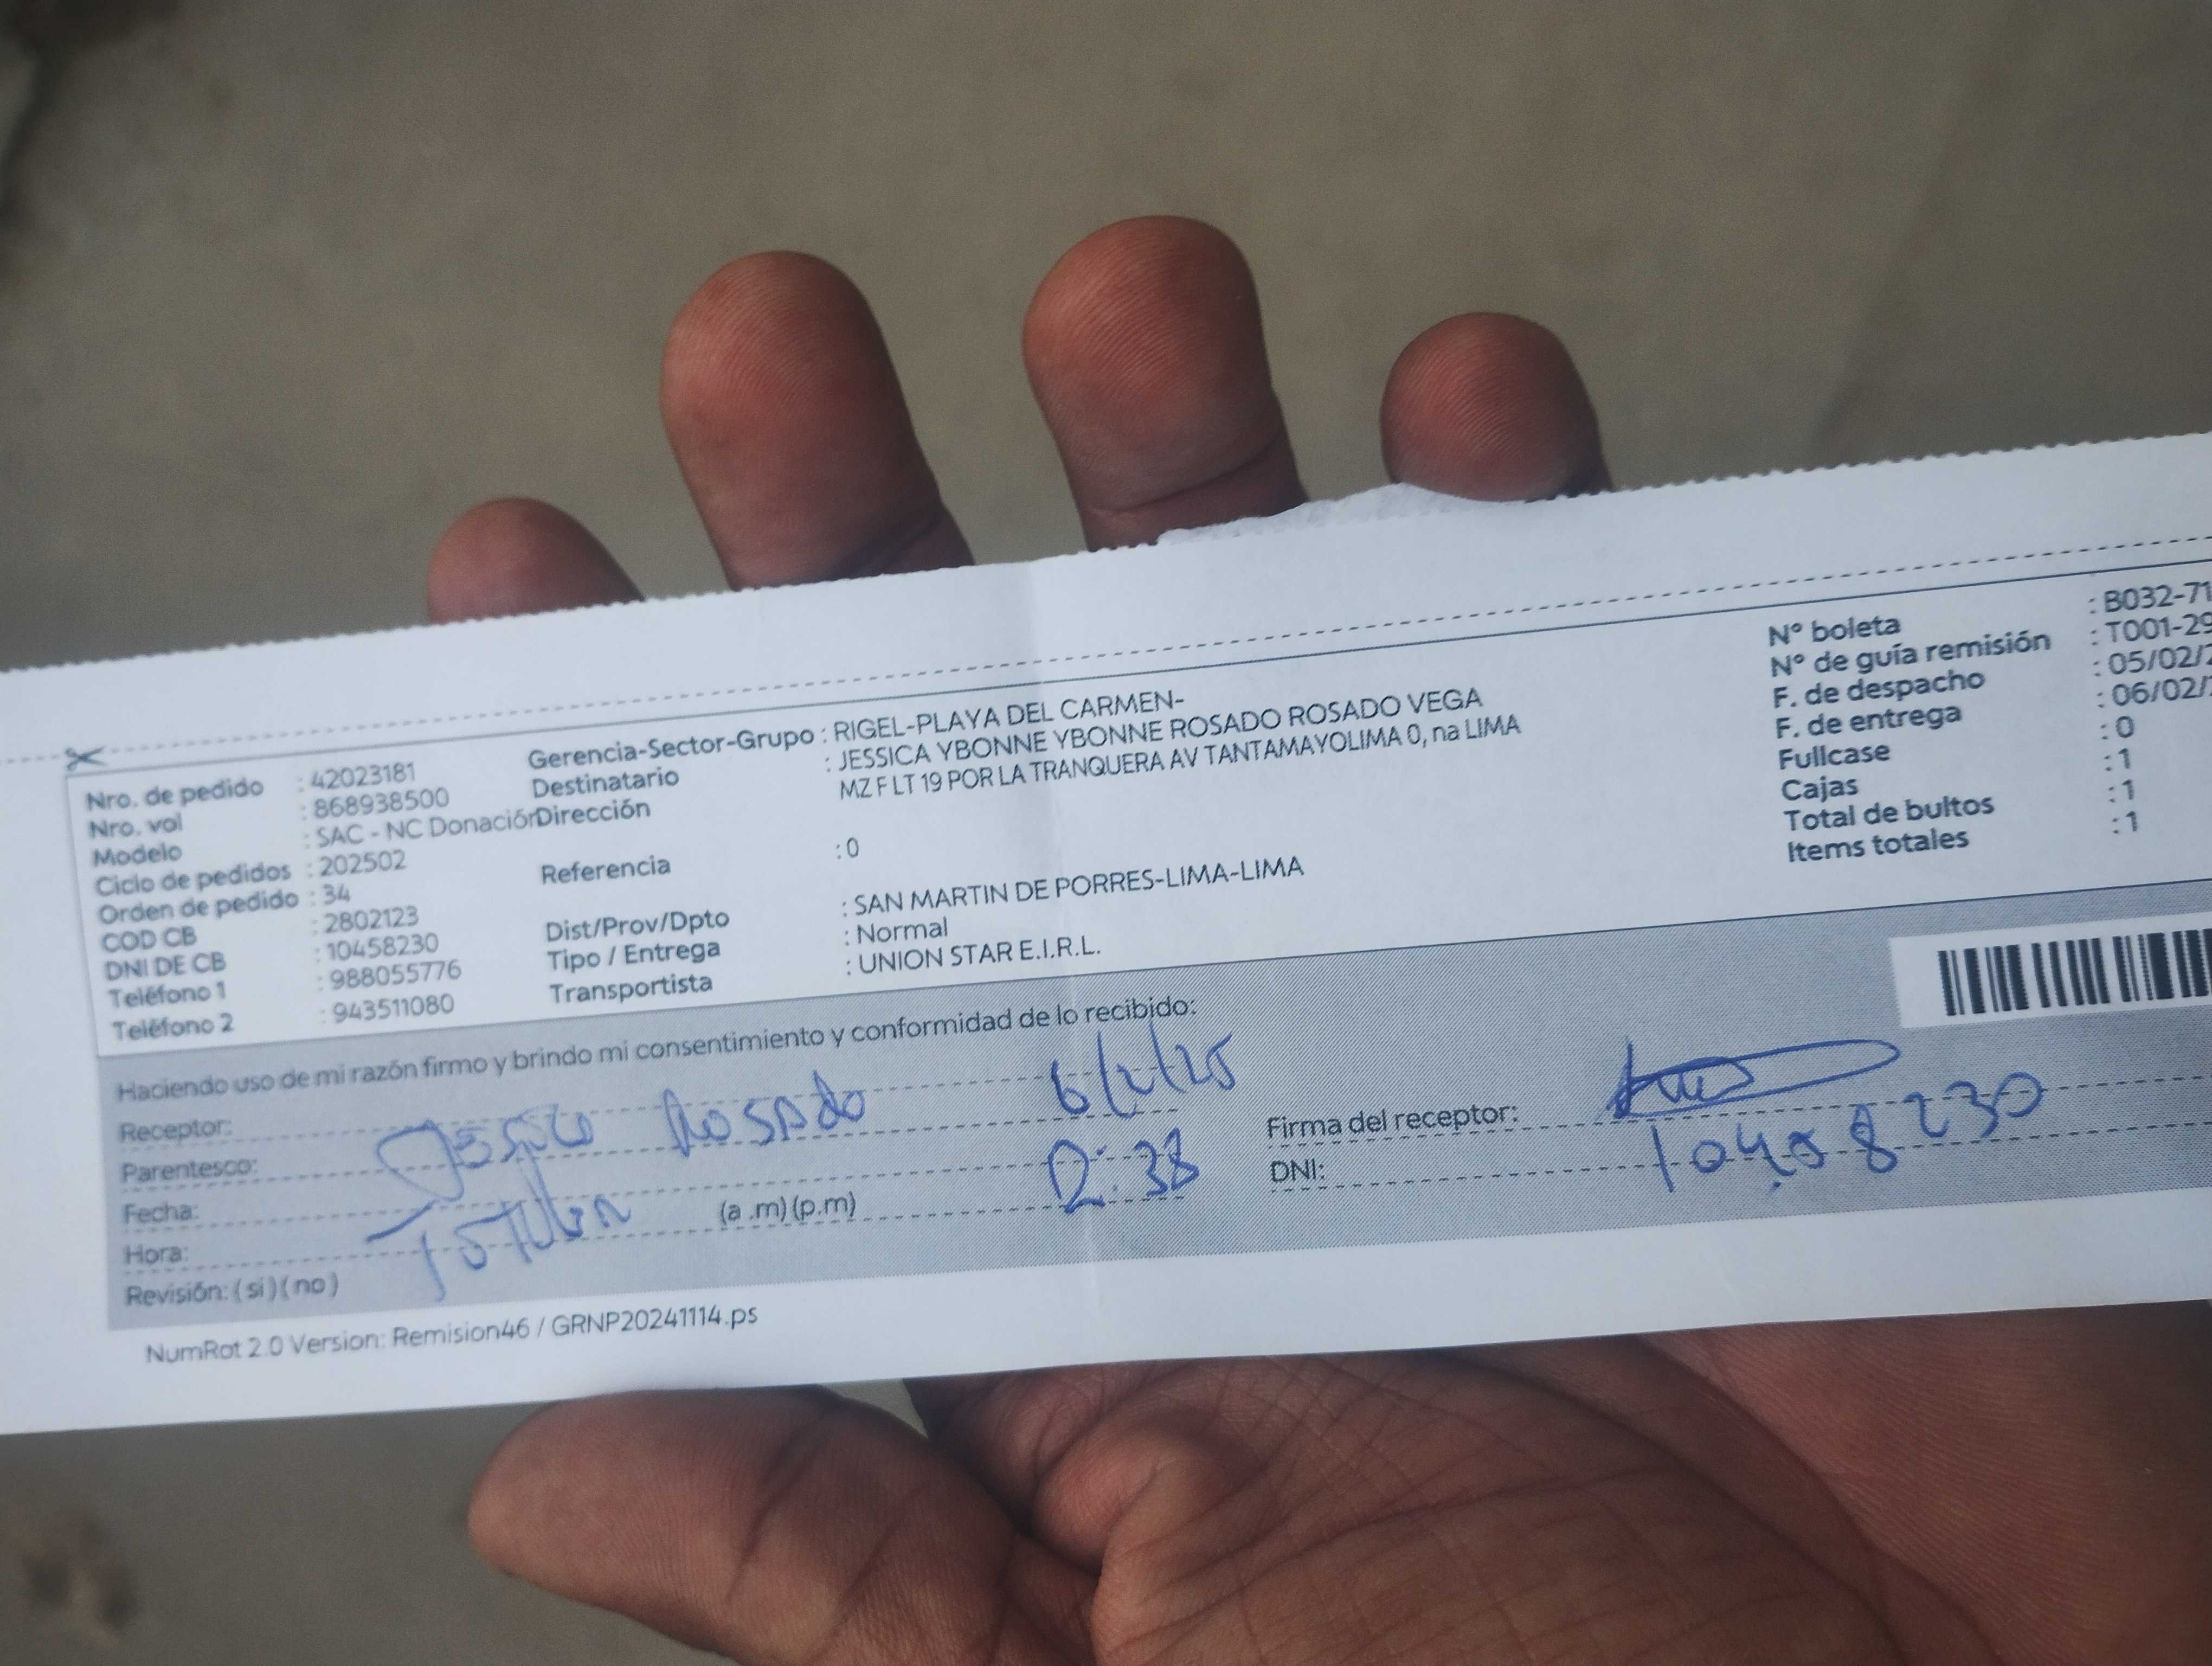 Nro. de pedido : 42023181
Nro. val : 868938500
Modelo : SAC - NC Donación
Ciclo de pedidos : 202502
Orden de pedido : 34
COD CB : 2802123
DNI DE CB : 10458230
Teléfono 1 : 988055776
Teléfono 2 : 943511080
Gerencia-Sector-Grupo : RIGEL-PLAYA DEL CARMEN-
Destinatario : JESSICA YBONNE YBONNE ROSADO ROSADO VEGA
Dirección MZ F LT 19 POR LA TRANQUERA AV TANTAMAYOLIMA 0, na LIMA
Referencia : 0
Dist/Prov/Dpto : SAN MARTIN DE PORRES-LIMA-LIMA
Tipo / Entrega : Normal
Transportista : UNION STAR E.I.R.L.
N° boleta : B032-71
N° de guía remisión : T001-29
F. de despacho : 05/02/2
F. de entrega : 06/02/
Fullcase : 0
Cajas : 1
Total de bultos : 1
Items totales : 1
Haciendo uso de mi razón firmo y brindo mi consentimiento y conformidad de lo recibido:
Receptor: Jessica Rosado
Parentesco: Titular
Fecha: 6/2/25
Hora: (a .m) (p.m) 12:38
Revisión: ( si ) ( no )
Firma del receptor:
DNI: 10458230
NumRot 2.0 Version: Remision46 / GRNP20241114.ps